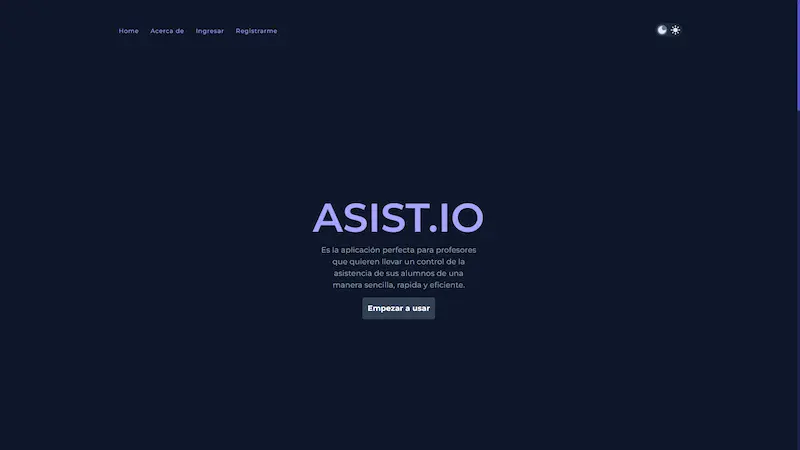 Home Acerca de Ingresar Registrarme
ASIST.IO
Es la aplicación perfecta para profesores
que quieren llevar un control de la
asistencia de sus alumnos de una
manera sencilla, rapida y eficiente.
Empezar a usar